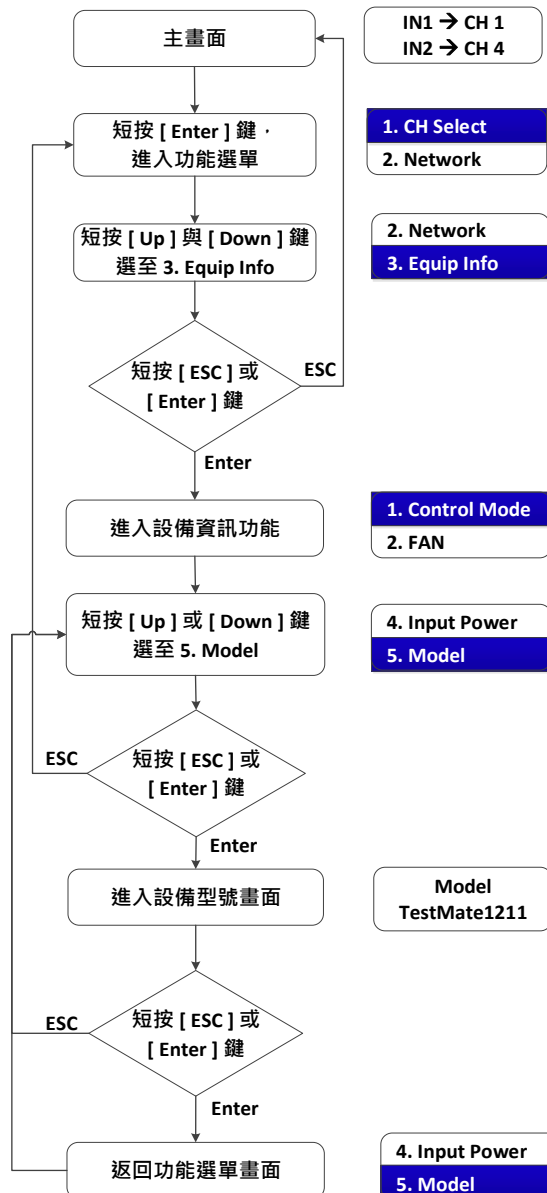 主畫面
IN1 → CH 1
IN2 → CH 4
短按 [ Enter ] 鍵，
進入功能選單
1. CH Select
2. Network
短按 [ Up ] 與 [ Down ] 鍵
選至 3. Equip Info
2. Network
3. Equip Info
短按 [ ESC ] 或
[ Enter ] 鍵
ESC
Enter
進入設備資訊功能
1. Control Mode
2. FAN
短按 [ Up ] 或 [ Down ] 鍵
選至 5. Model
4. Input Power
5. Model
ESC
短按 [ ESC ] 或
[ Enter ] 鍵
Enter
進入設備型號畫面
Model
TestMate1211
ESC
短按 [ ESC ] 或
[ Enter ] 鍵
Enter
返回功能選單畫面
4. Input Power
5. Model